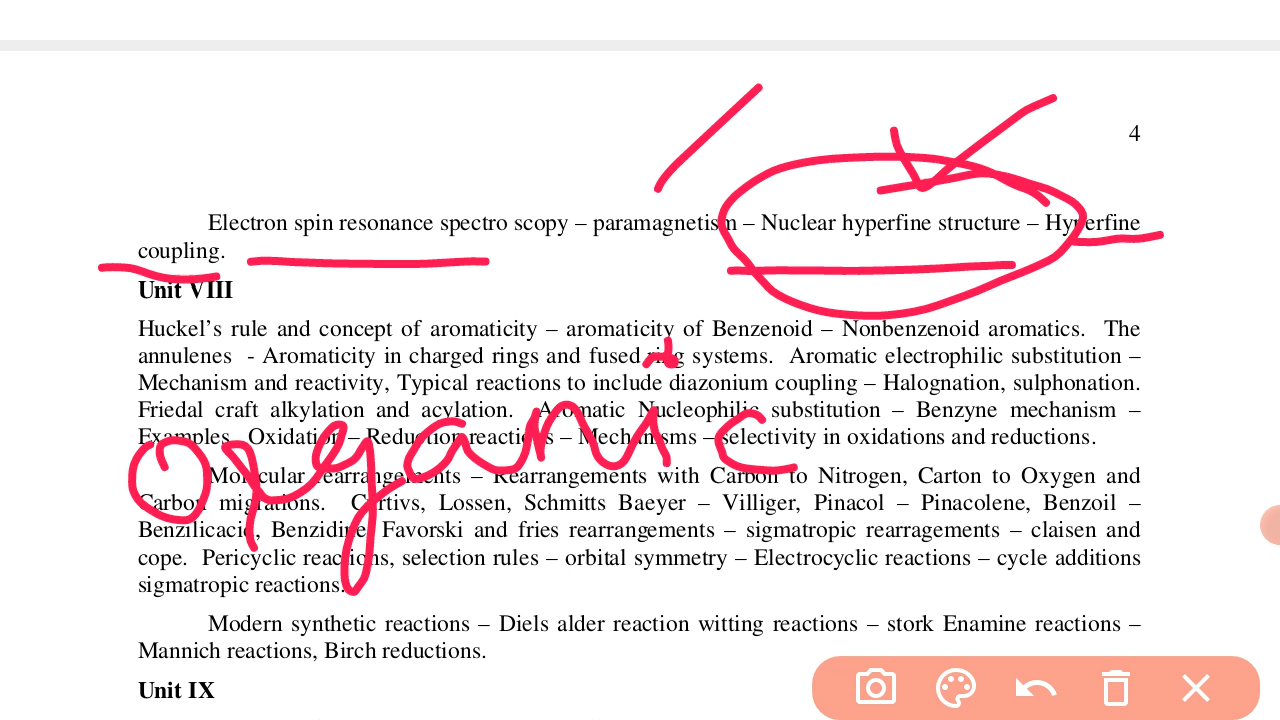 4
Electron spin resonance spectro scopy – paramagnetism – Nuclear hyperfine structure – Hyperfine
coupling.
Unit VIII
Huckel's rule and concept of aromaticity – aromaticity of Benzenoid – Nonbenzenoid aromatics. The
annulenes - Aromaticity in charged rings and fused ring systems. Aromatic electrophilic substitution –
Mechanism and reactivity, Typical reactions to include diazonium coupling – Halognation, sulphonation.
Friedal craft alkylation and acylation. Aromatic Nucleophilic substitution – Benzyne mechanism –
Examples. Oxidation – Reduction reactions – Mechanisms – selectivity in oxidations and reductions.
Organic
Molecular rearrangements – Rearrangements with Carbon to Nitrogen, Carton to Oxygen and
Carbon migrations. Curtivs, Lossen, Schmitts Baeyer – Villiger, Pinacol – Pinacolene, Benzoil –
Benzilicacid, Benzidine, Favorski and fries rearrangements – sigmatropic rearragements – claisen and
cope. Pericyclic reactions, selection rules – orbital symmetry – Electrocyclic reactions – cycle additions
sigmatropic reactions.
Modern synthetic reactions – Diels alder reaction witting reactions – stork Enamine reactions –
Mannich reactions, Birch reductions.
Unit IX